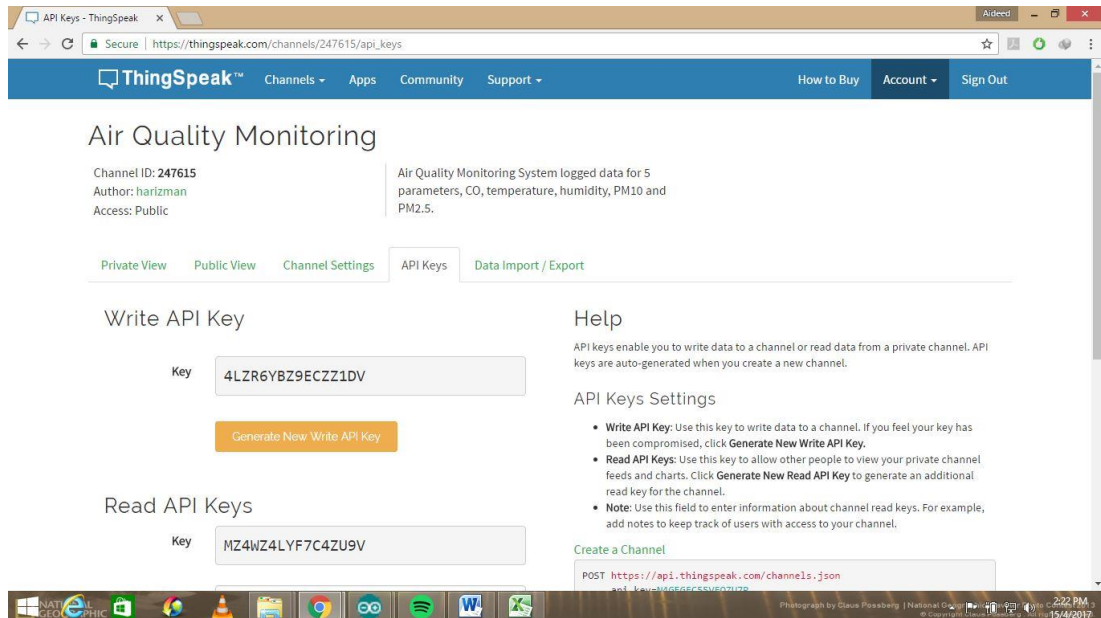 API Keys - ThingSpeak
Aideed
Secure https://thingspeak.com/channels/247615/api_keys
ThingSpeak™ Channels Apps Community Support How to Buy Account Sign Out
Air Quality Monitoring
Channel ID: 247615
Author: harizman
Access: Public
Air Quality Monitoring System logged data for 5
parameters, CO, temperature, humidity, PM10 and
PM2.5.
Private View Public View Channel Settings API Keys Data Import / Export
Write API Key
Key 4LZR6YBZ9ECZZ1DV
Generate New Write API Key
Read API Keys
Key MZ4WZ4LYF7C4ZU9V
Help
API keys enable you to write data to a channel or read data from a private channel. API
keys are auto-generated when you create a new channel.
API Keys Settings
• Write API Key: Use this key to write data to a channel. If you feel your key has
been compromised, click Generate New Write API Key.
• Read API Keys: Use this key to allow other people to view your private channel
feeds and charts. Click Generate New Read API Key to generate an additional
read key for the channel.
• Note: Use this field to enter information about channel read keys. For example,
add notes to keep track of users with access to your channel.
Create a Channel
POST https://api.thingspeak.com/channels.json
NATIONAL
GEOGRAPHIC
Photograph by Claus Possberg | National
2:22 PM
15/4/2017